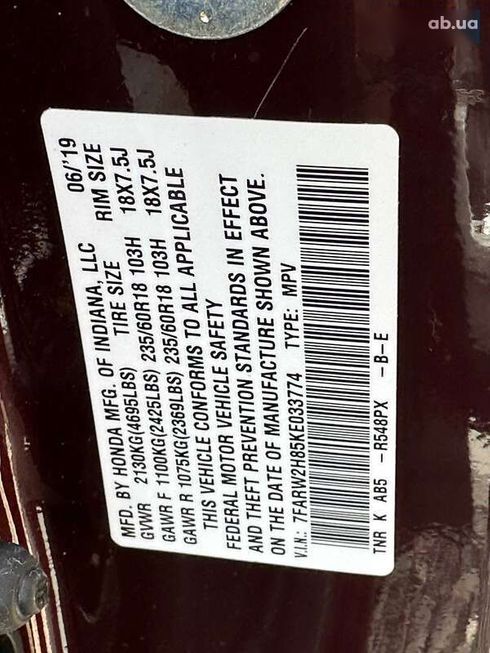 ab.ua
MFD. BY HONDA MFG. OF INDIANA, LLC 06/'19
GVWR 2130KG(4695LBS) TIRE SIZE RIM SIZE
GAWR F 1100KG(2425LBS) 235/60R18 103H 18X7.5J
GAWR R 1075KG(2369LBS) 235/60R18 103H 18X7.5J
THIS VEHICLE CONFORMS TO ALL APPLICABLE
FEDERAL MOTOR VEHICLE SAFETY
AND THEFT PREVENTION STANDARDS IN EFFECT
ON THE DATE OF MANUFACTURE SHOWN ABOVE.
V.I.N.: 7FARW2H85KE033774 TYPE: MPV
TNR K AB5 -R548PX -B-E